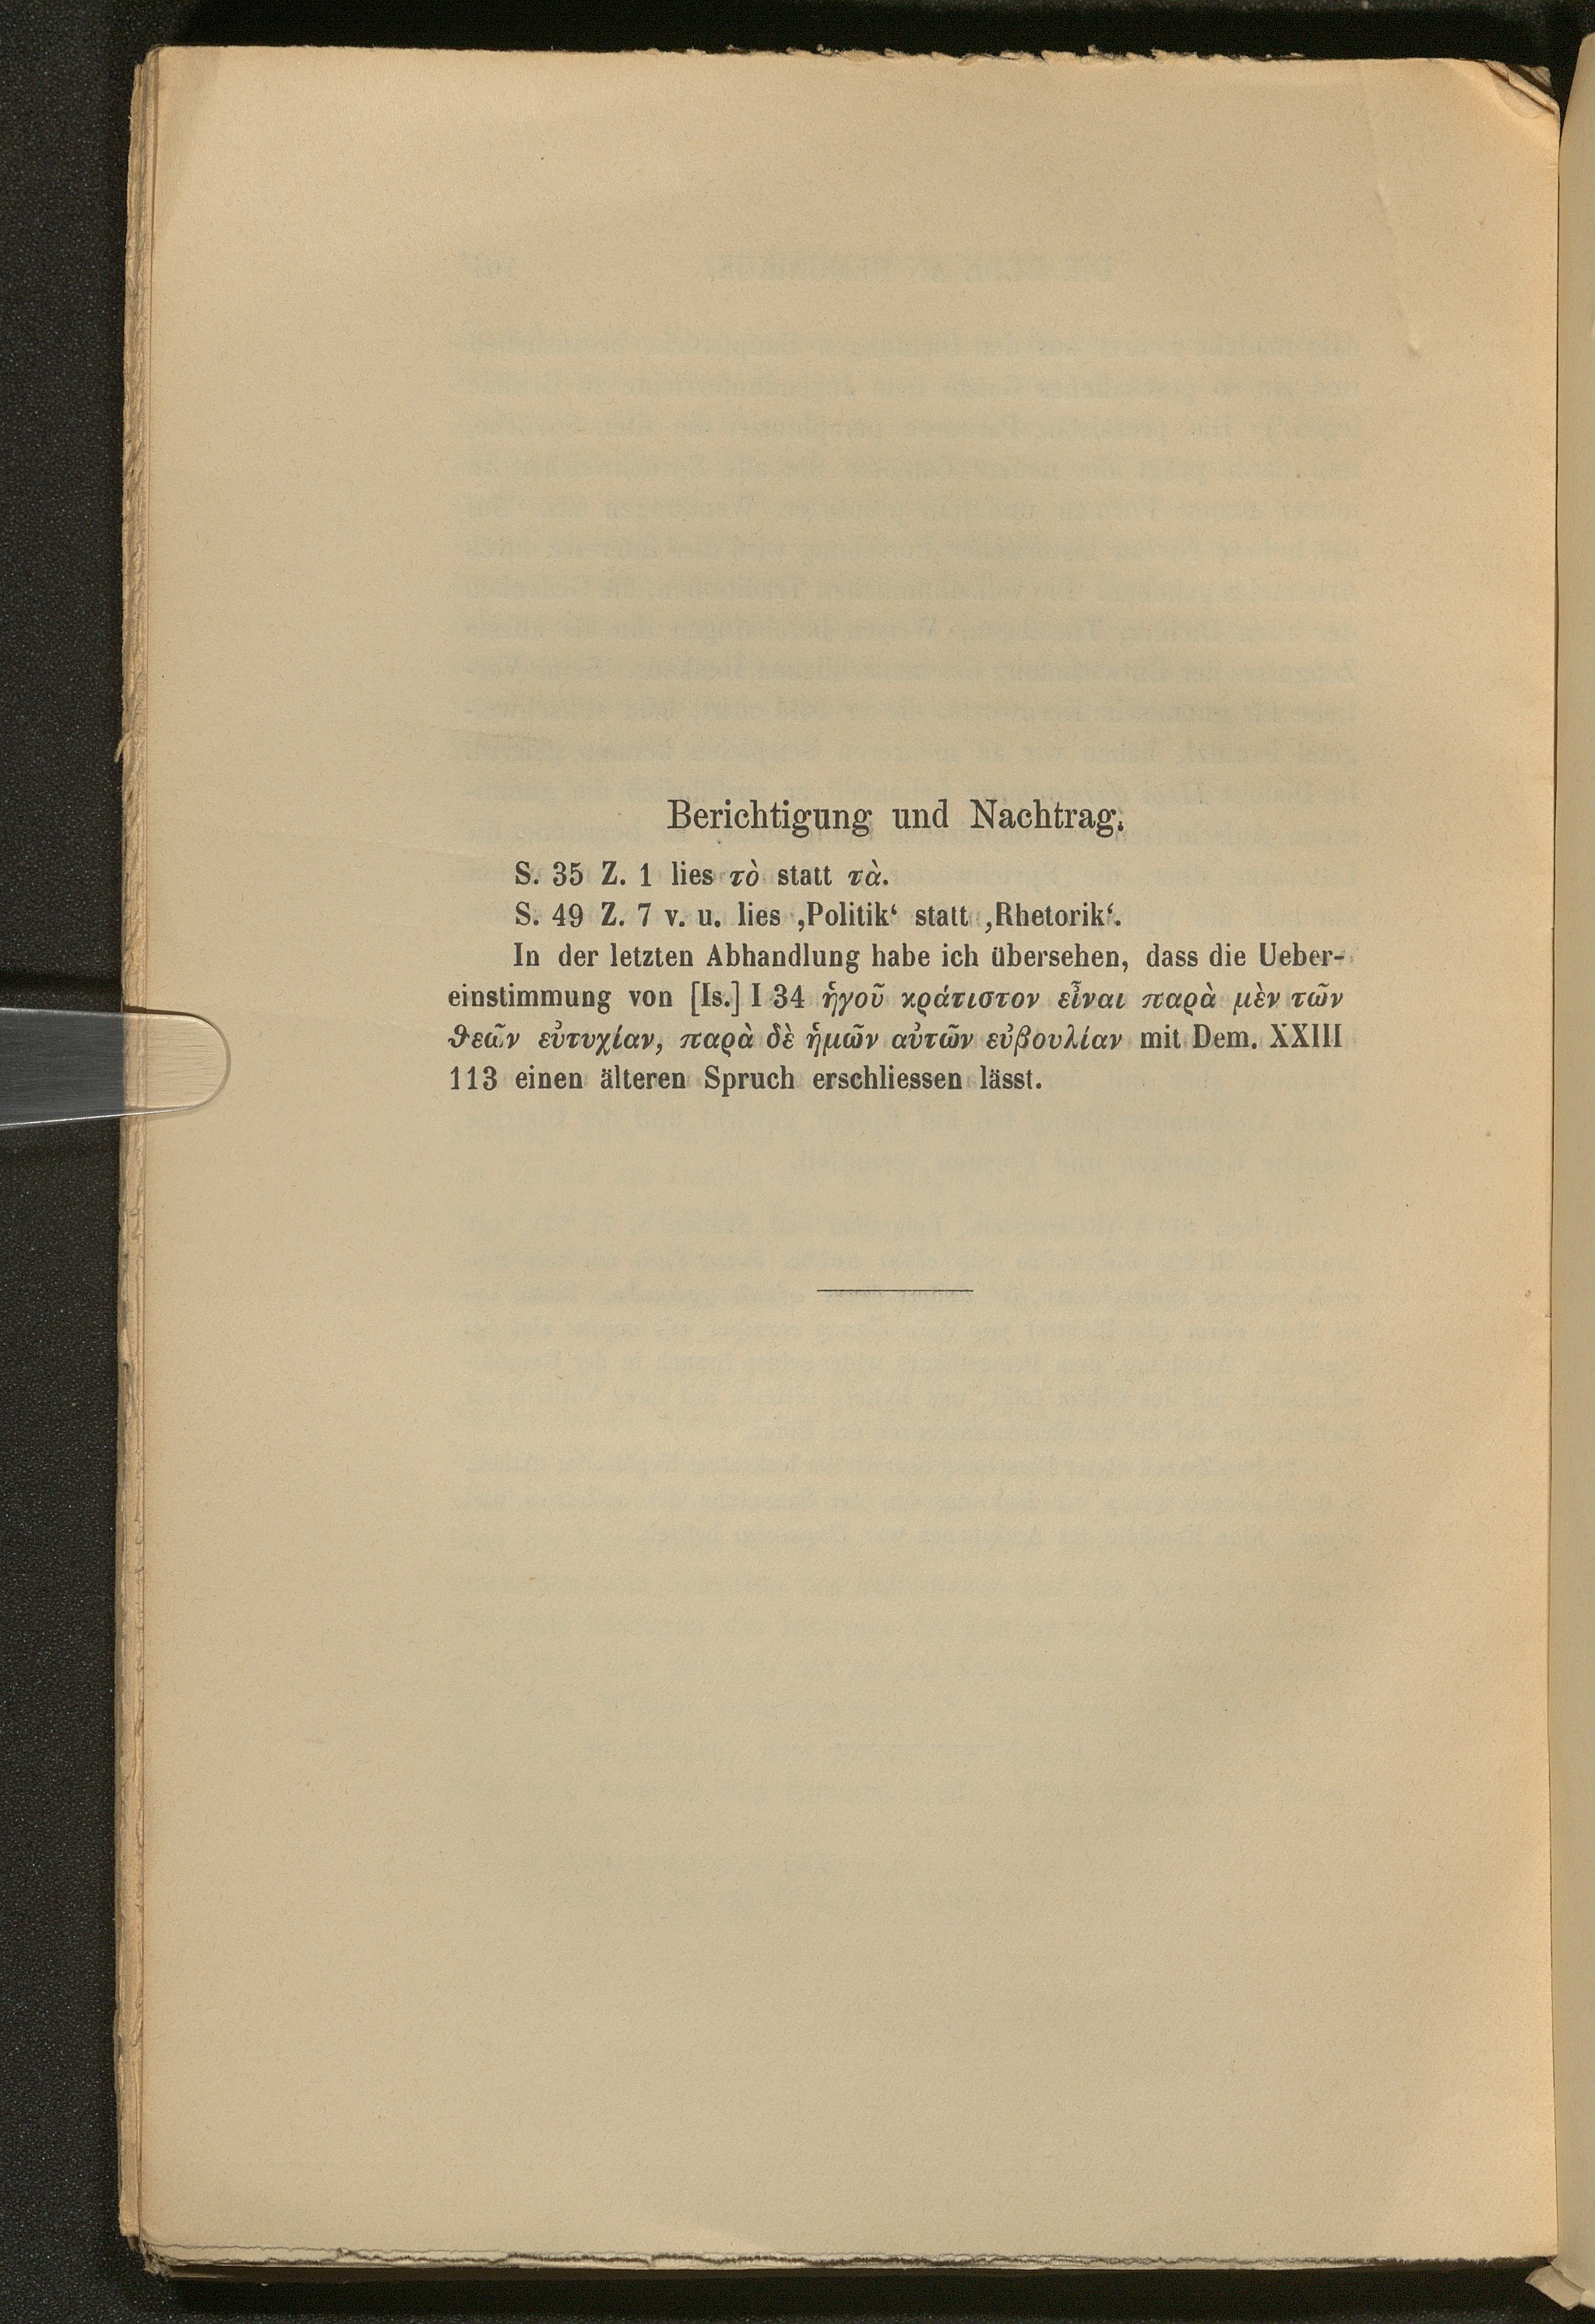 Berichtigung und Nachtrag.
S. 35 Z. 1 lies τὸ statt τὰ.
S. 49 Z. 7 v. u. lies ‚Politik‘ statt ‚Rhetorik‘.
In der letzten Abhandlung habe ich übersehen, dass die Ueber-
einstimmung von [Is.] I 34 ἡγοῦ κράτιστον εἶναι παρὰ μὲν τῶν
θεῶν εὐτυχίαν, παρὰ δὲ ἡμῶν αὐτῶν εὐβουλίαν mit Dem. XXIII
113 einen älteren Spruch erschliessen lässt.